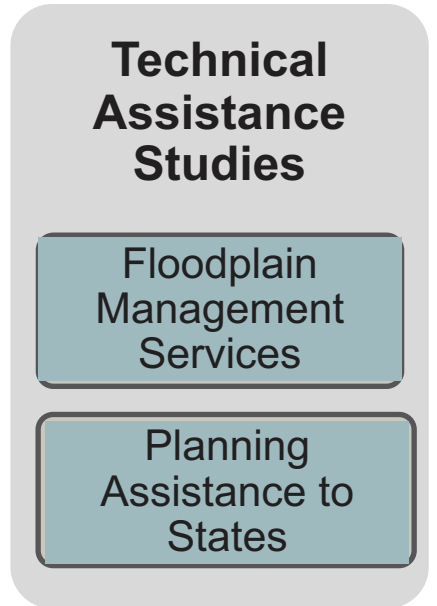 Technical
Assistance
Studies
Floodplain
Management
Services
Planning
Assistance to
States